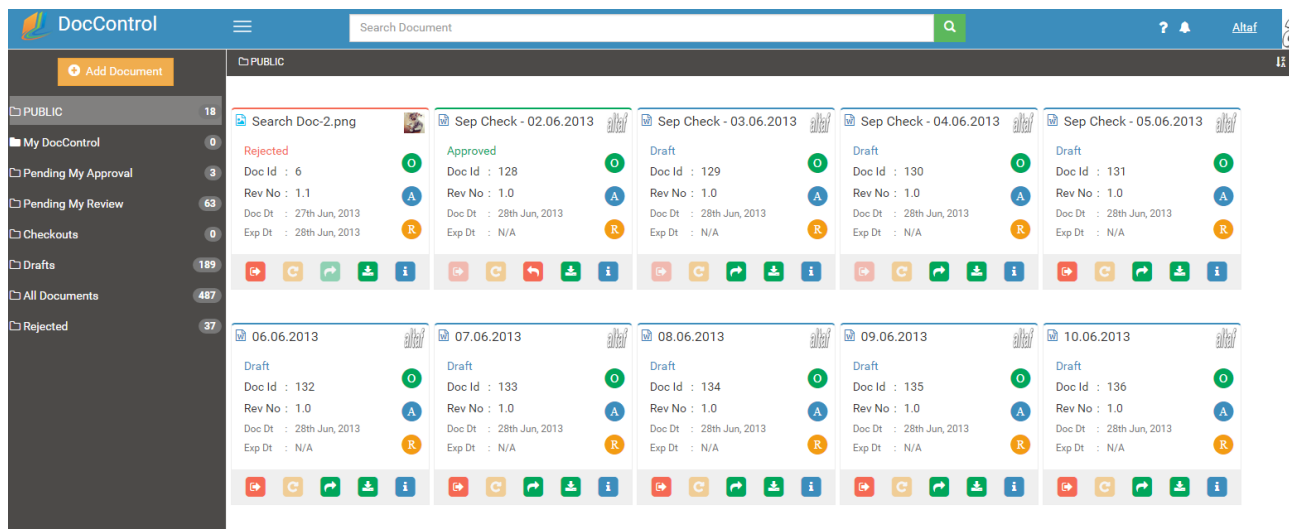 DocControl
Search Document
? Altaf
Add Document
PUBLIC
PUBLIC 18
My DocControl 0
Pending My Approval 3
Pending My Review 63
Checkouts 0
Drafts 189
All Documents 487
Rejected 37
Search Doc-2.png
Rejected
O
Doc Id : 6
Rev No : 1.1
A
Doc Dt : 27th Jun, 2013
Exp Dt : 28th Jun, 2013
R
i
Sep Check - 02.06.2013 altaf
Approved
O
Doc Id : 128
Rev No : 1.0
A
Doc Dt : 28th Jun, 2013
Exp Dt : N/A
R
i
Sep Check - 03.06.2013 altaf
Draft
O
Doc Id : 129
Rev No : 1.0
A
Doc Dt : 28th Jun, 2013
Exp Dt : N/A
R
i
Sep Check - 04.06.2013 altaf
Draft
O
Doc Id : 130
Rev No : 1.0
A
Doc Dt : 28th Jun, 2013
Exp Dt : N/A
R
i
Sep Check - 05.06.2013 altaf
Draft
O
Doc Id : 131
Rev No : 1.0
A
Doc Dt : 28th Jun, 2013
Exp Dt : N/A
R
i
06.06.2013 altaf
Draft
O
Doc Id : 132
Rev No : 1.0
A
Doc Dt : 28th Jun, 2013
Exp Dt : N/A
R
i
07.06.2013 altaf
Draft
O
Doc Id : 133
Rev No : 1.0
A
Doc Dt : 28th Jun, 2013
Exp Dt : N/A
R
i
08.06.2013 altaf
Draft
O
Doc Id : 134
Rev No : 1.0
A
Doc Dt : 28th Jun, 2013
Exp Dt : N/A
R
i
09.06.2013 altaf
Draft
O
Doc Id : 135
Rev No : 1.0
A
Doc Dt : 28th Jun, 2013
Exp Dt : N/A
R
i
10.06.2013 altaf
Draft
O
Doc Id : 136
Rev No : 1.0
A
Doc Dt : 28th Jun, 2013
Exp Dt : N/A
R
i